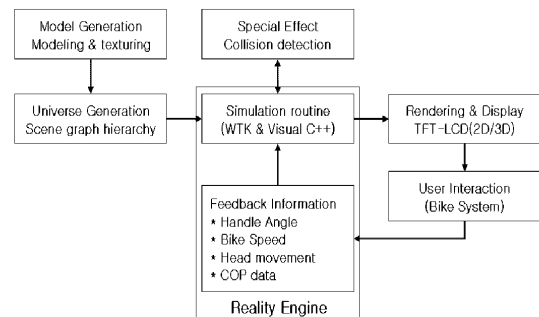 Model Generation
Modeling & texturing
Special Effect
Collision detection
Universe Generation
Scene graph hierarchy
Simulation routine
(WTK & Visual C++)
Rendering & Display
TFT-LCD(2D/3D)
User Interaction
(Bike System)
Feedback Information
* Handle Angle
* Bike Speed
* Head movement
* COP data
Reality Engine